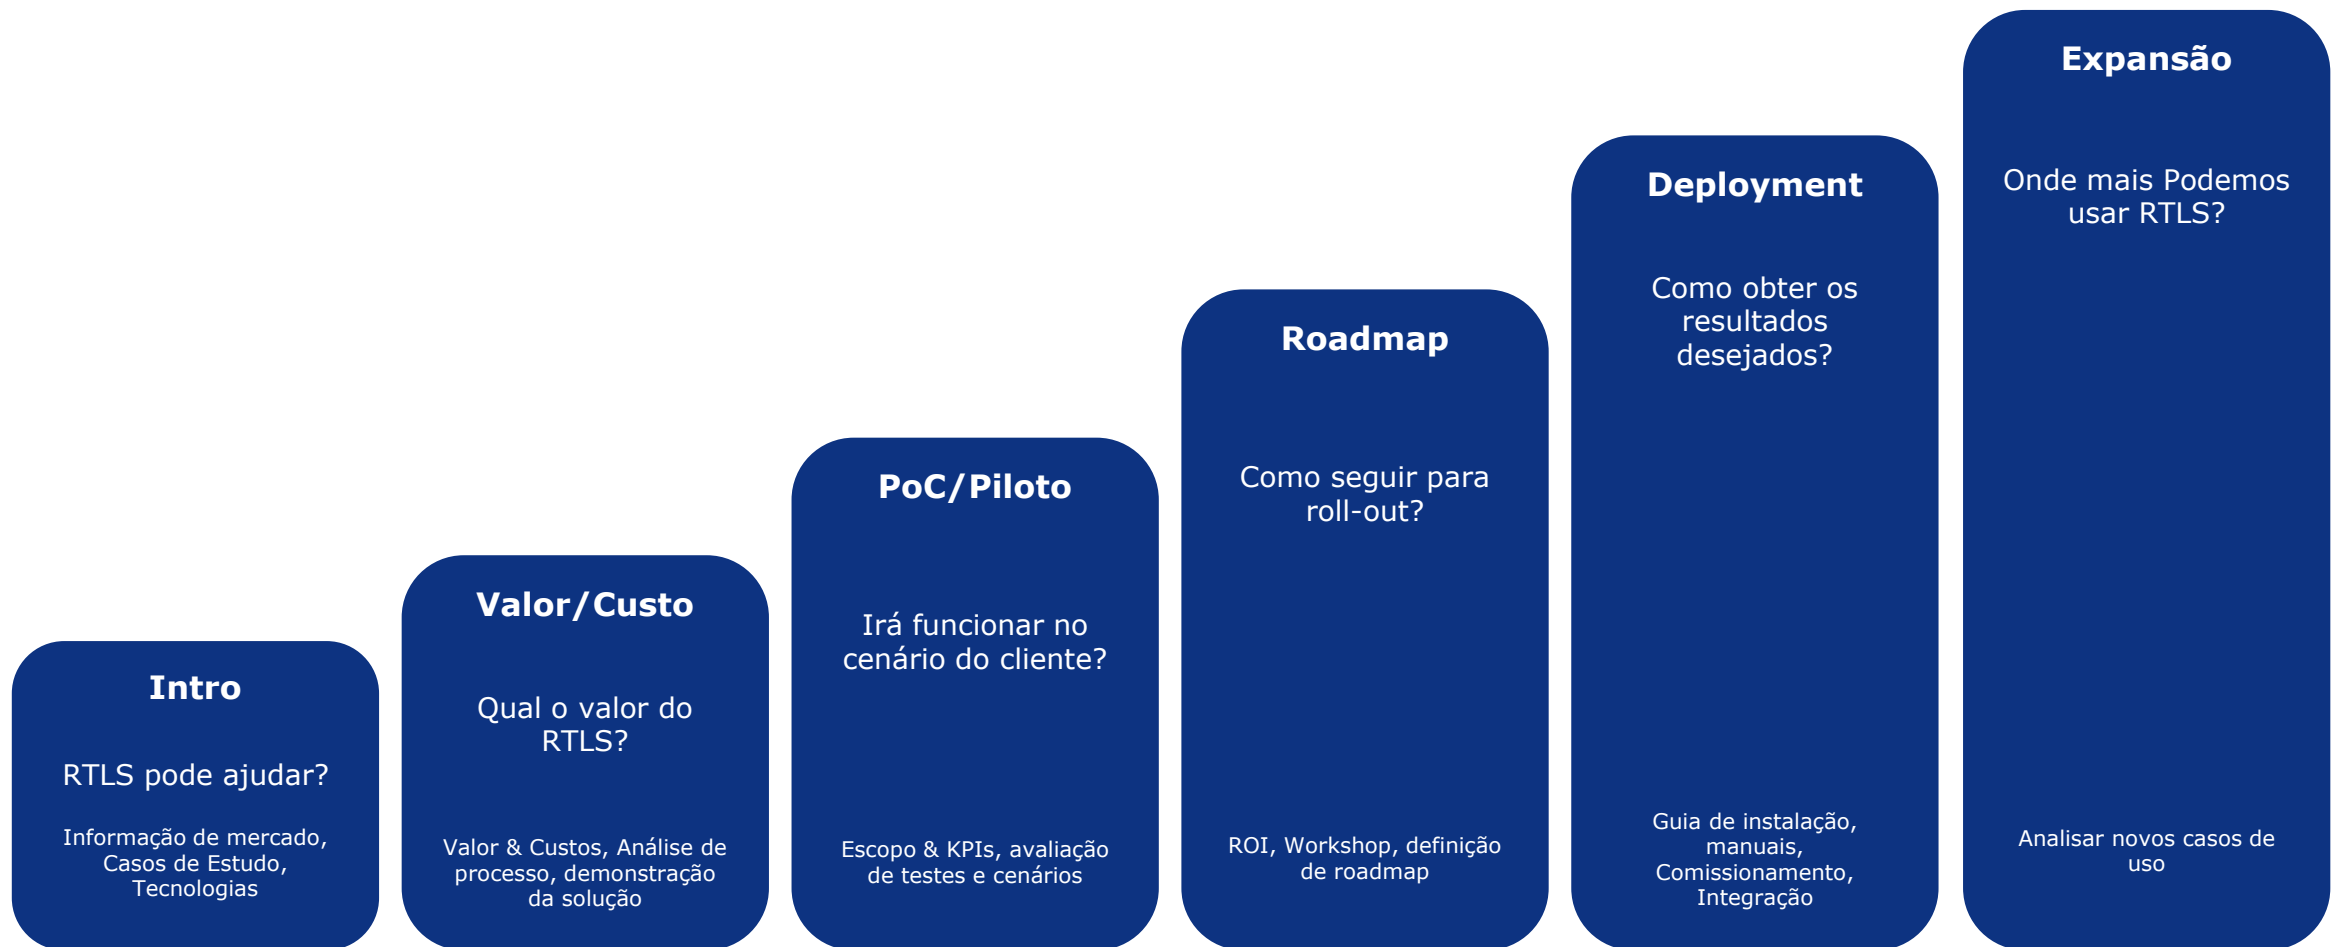 Intro
RTLS pode ajudar?
Informação de mercado,
Casos de Estudo,
Tecnologias
Valor/Custo
Qual o valor do
RTLS?
Valor & Custos, Análise de
processo, demonstração
da solução
PoC/Piloto
Irá funcionar no
cenário do cliente?
Escopo & KPIs, avaliação
de testes e cenários
Roadmap
Como seguir para
roll-out?
ROI, Workshop, definição
de roadmap
Deployment
Como obter os
resultados
desejados?
Guia de instalação,
manuais,
Comissionamento,
Integração
Expansão
Onde mais Podemos
usar RTLS?
Analisar novos casos de
uso